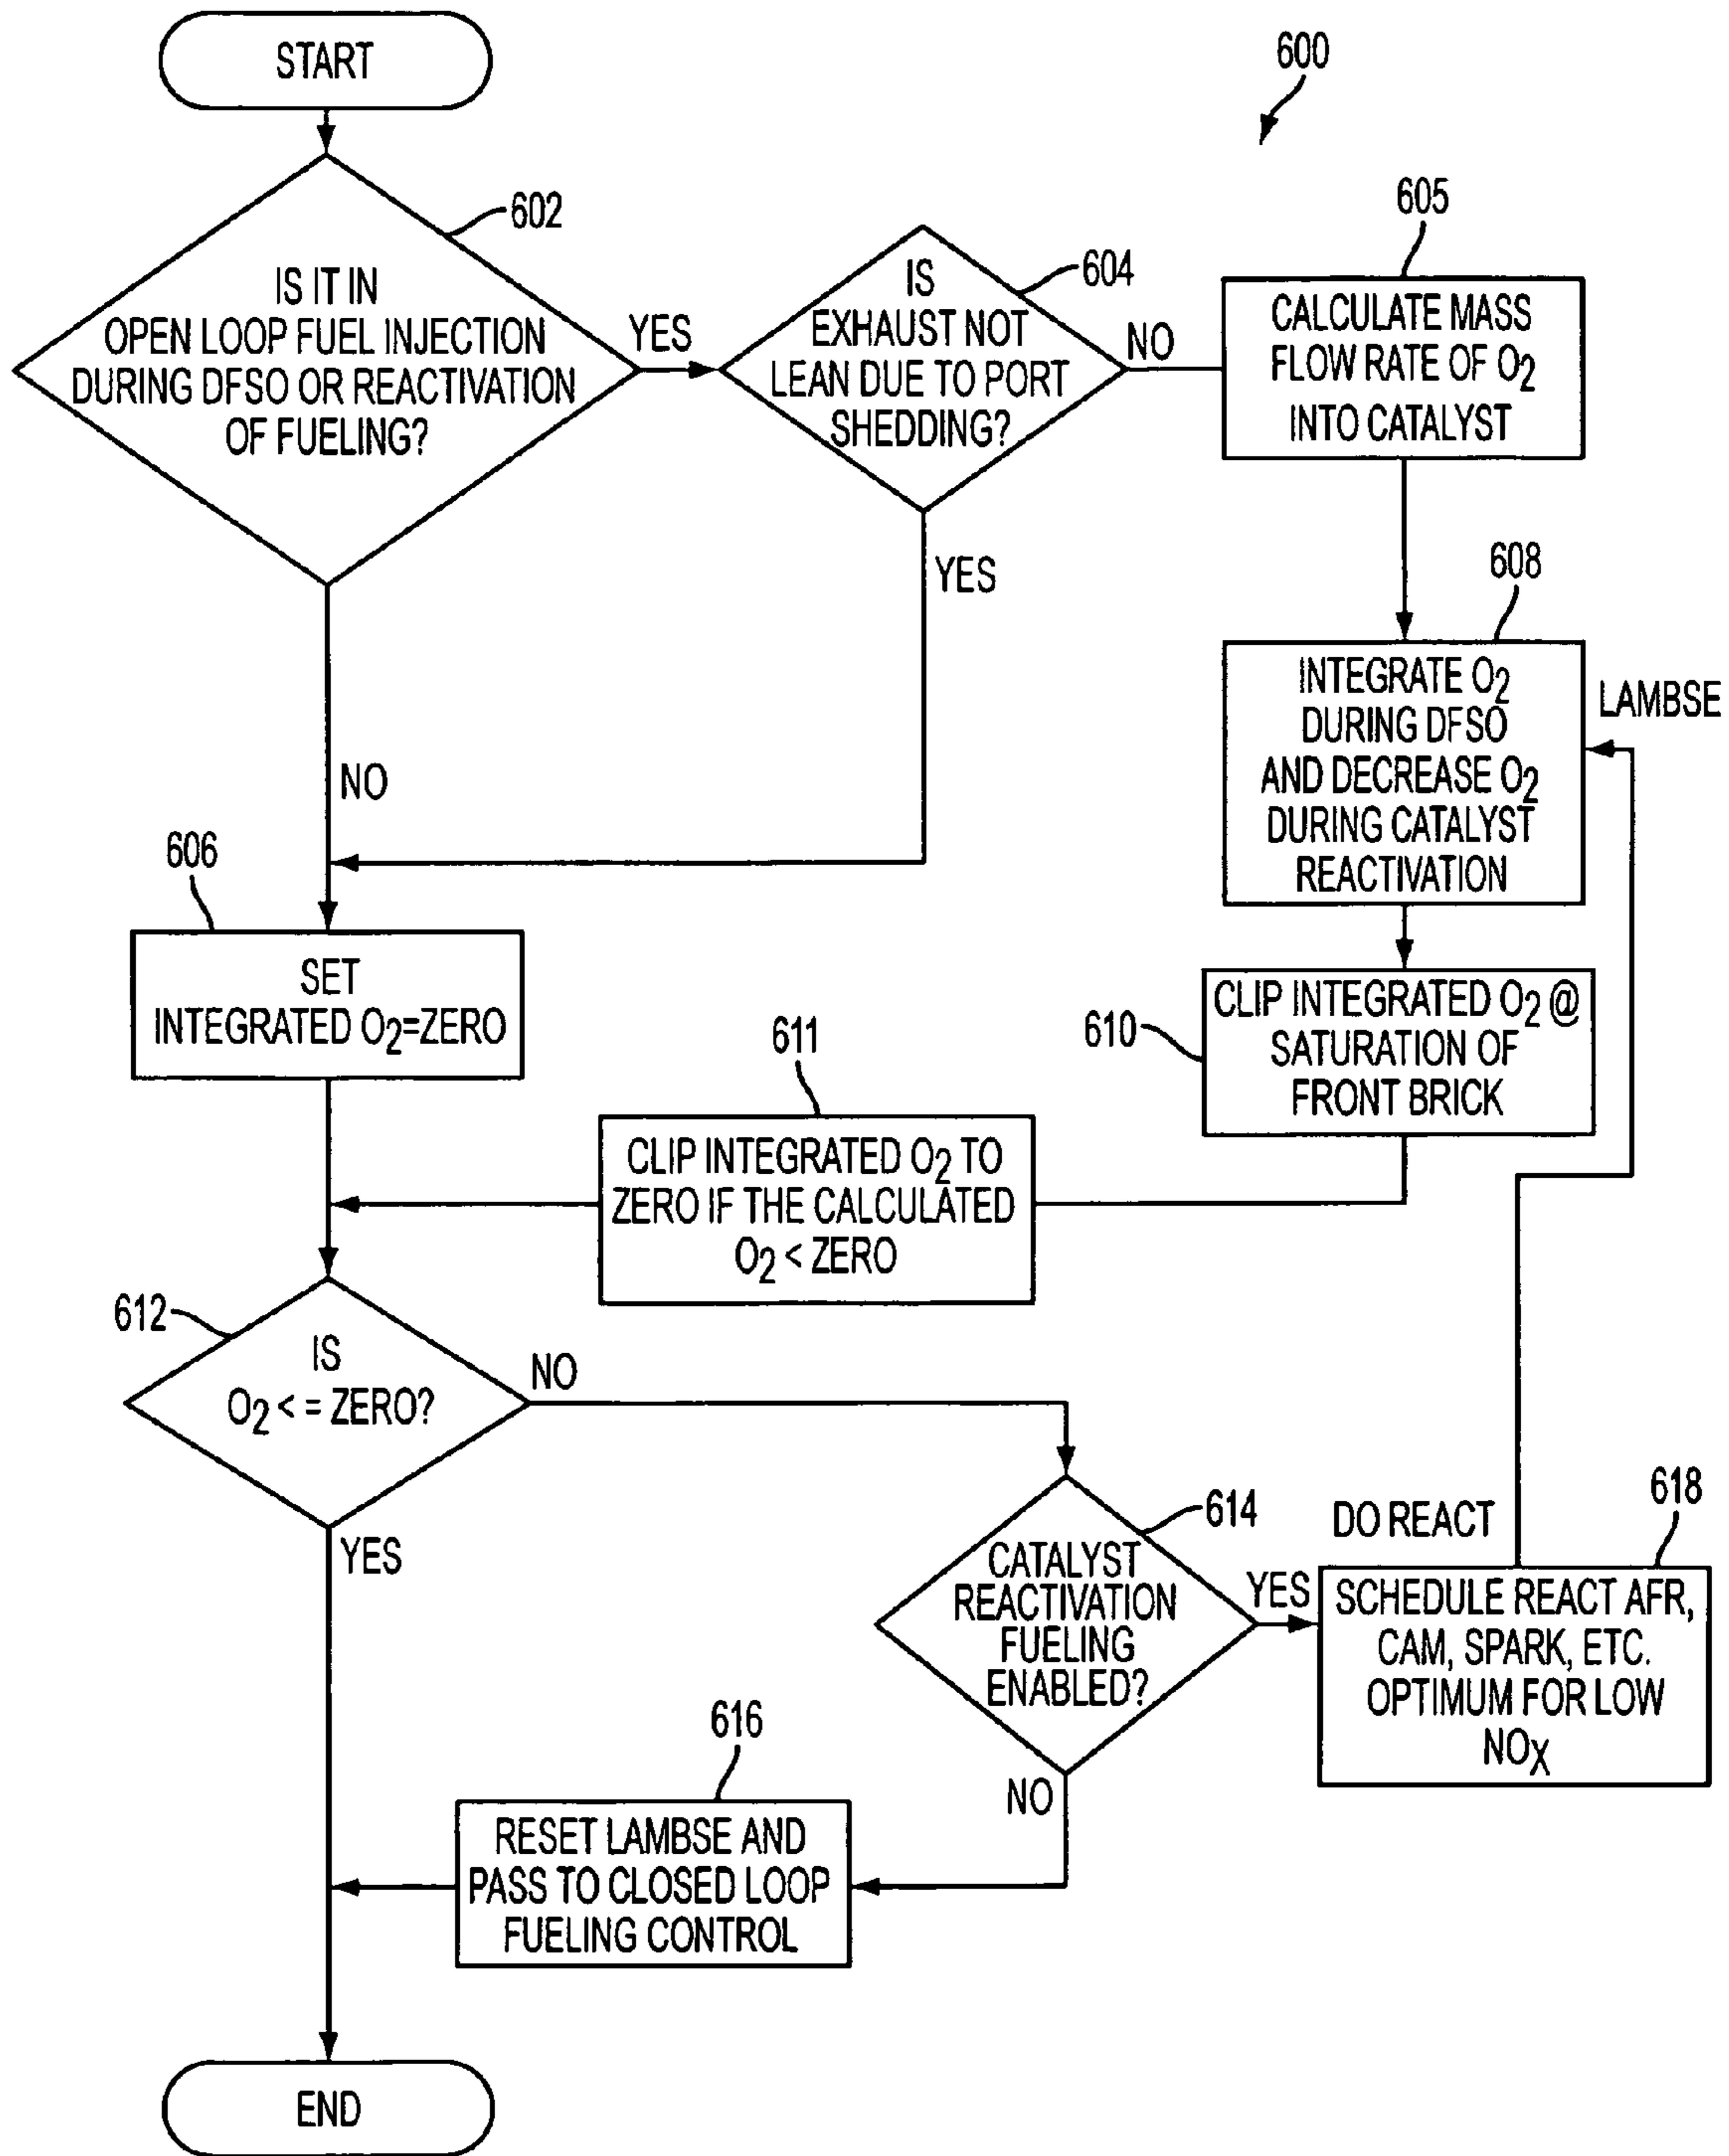 START
600
602
IS IT IN
OPEN LOOP FUEL INJECTION
DURING DFSO OR REACTIVATION
OF FUELING?
YES
NO
604
IS
EXHAUST NOT
LEAN DUE TO PORT
SHEDDING?
NO
YES
605
CALCULATE MASS
FLOW RATE OF O2
INTO CATALYST
608
INTEGRATE O2
DURING DFSO
AND DECREASE O2
DURING CATALYST
REACTIVATION
LAMBSE
606
SET
INTEGRATED O2=ZERO
610
CLIP INTEGRATED O2 @
SATURATION OF
FRONT BRICK
611
CLIP INTEGRATED O2 TO
ZERO IF THE CALCULATED
O2 < ZERO
612
IS
O2 < = ZERO?
NO
YES
614
CATALYST
REACTIVATION
FUELING
ENABLED?
YES
NO
DO REACT
618
SCHEDULE REACT AFR,
CAM, SPARK, ETC.
OPTIMUM FOR LOW
NOX
616
RESET LAMBSE AND
PASS TO CLOSED LOOP
FUELING CONTROL
END